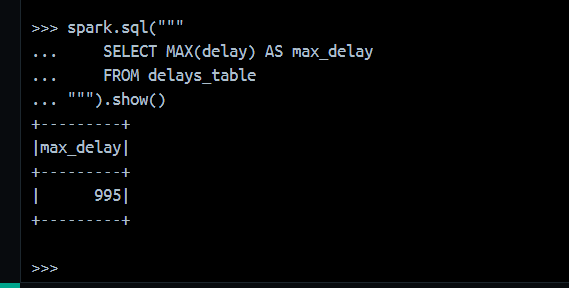 >>> spark.sql("""
...     SELECT MAX(delay) AS max_delay
...     FROM delays_table
... """).show()
+---------+
|max_delay|
+---------+
|      995|
+---------+
>>>